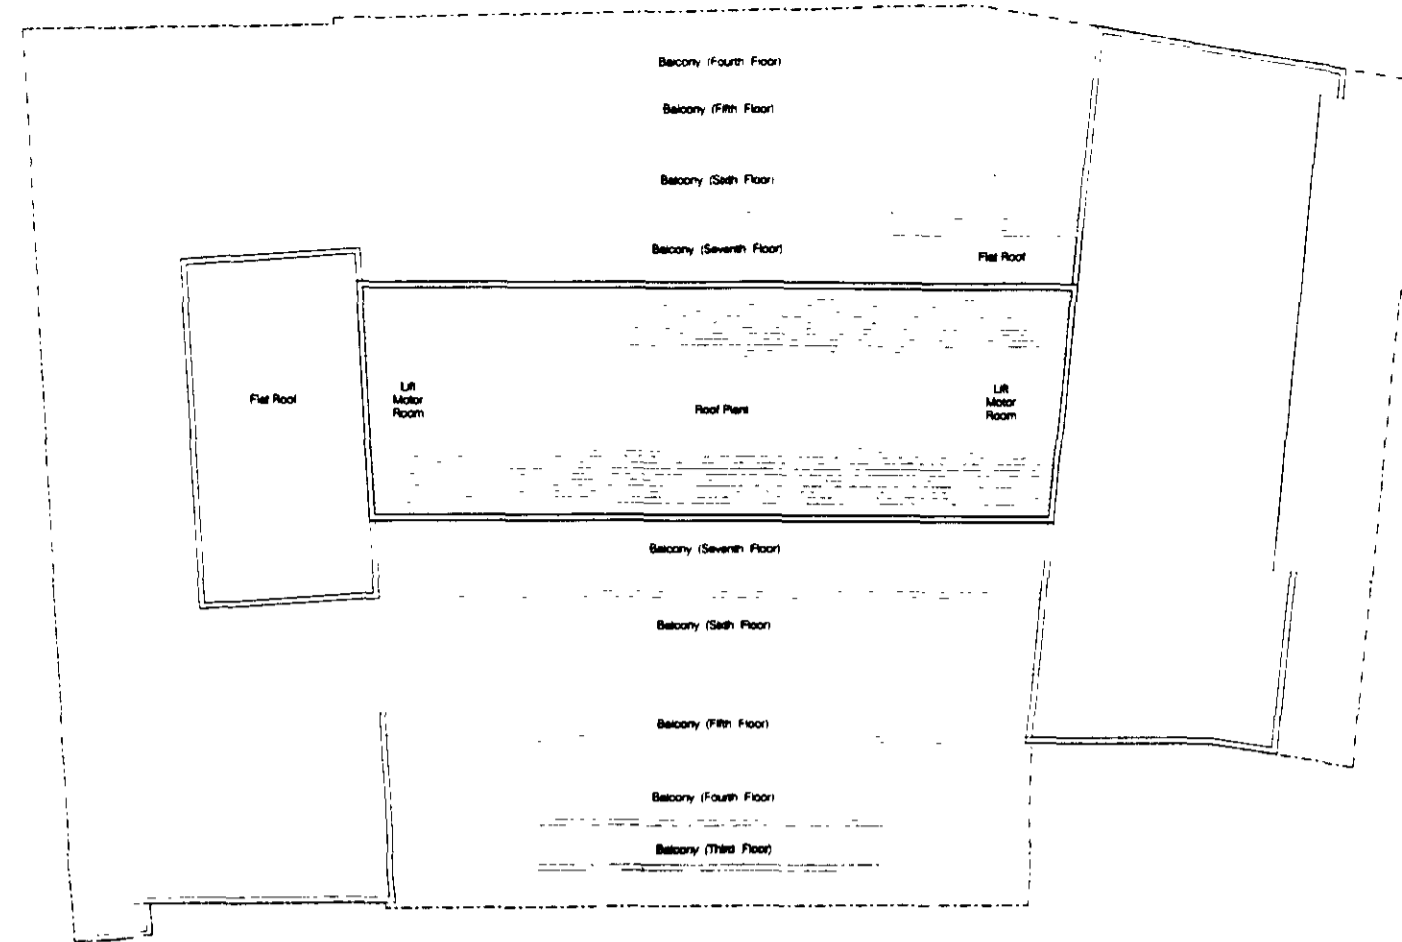 Balcony (Fourth Floor)
Balcony (Fifth Floor)
Balcony (Sixth Floor)
Balcony (Seventh Floor)
Flat Roof
Flat Roof
Lift
Motor
Room
Roof Plant
Lift
Motor
Room
Balcony (Seventh Floor)
Balcony (Sixth Floor)
Balcony (Fifth Floor)
Balcony (Fourth Floor)
Balcony (Third Floor)